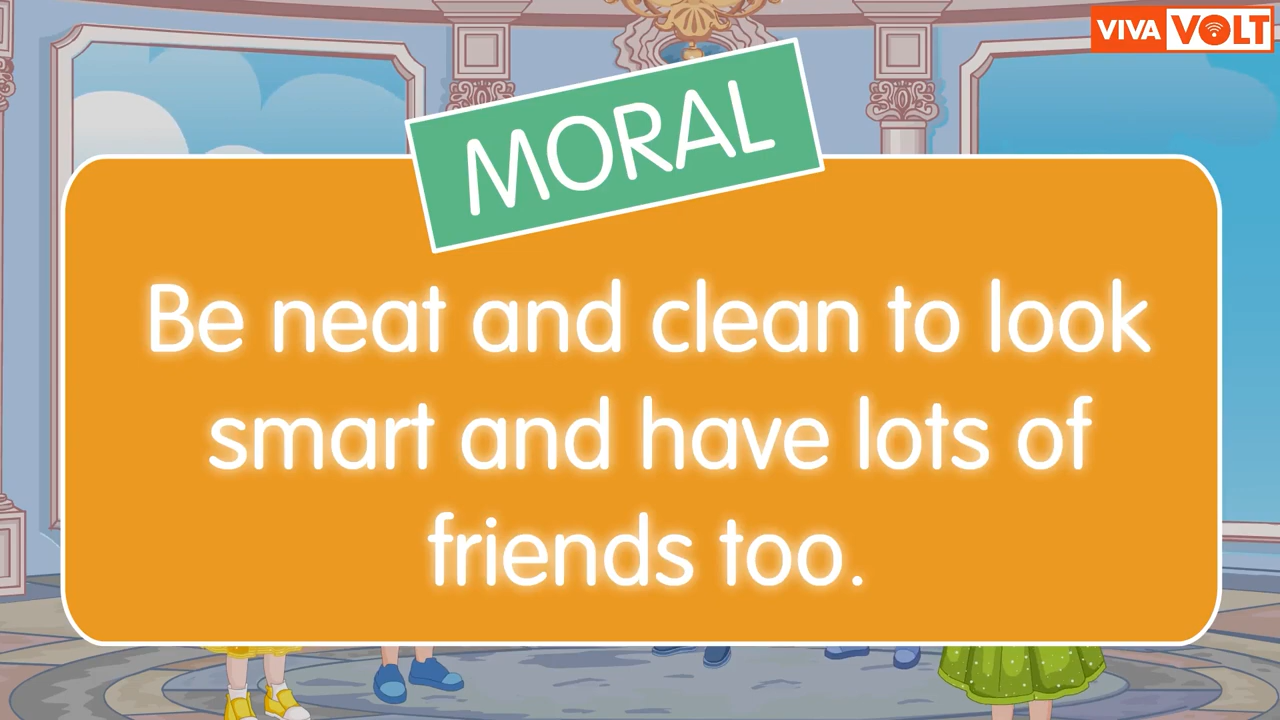 VIVA VOLT
MORAL
Be neat and clean to look
smart and have lots of
friends too.